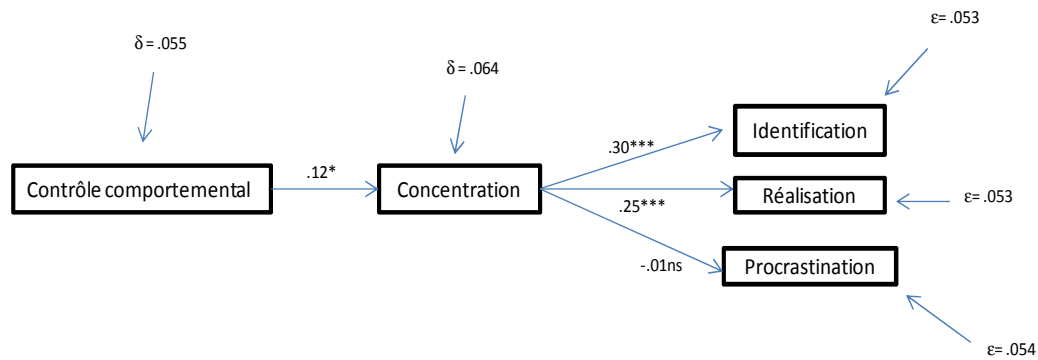 δ = .055
δ = .064
ε= .053
Identification
.30***
Contrôle comportemental
.12*
Concentration
Réalisation
ε= .053
.25***
-.01ns
Procrastination
ε= .054